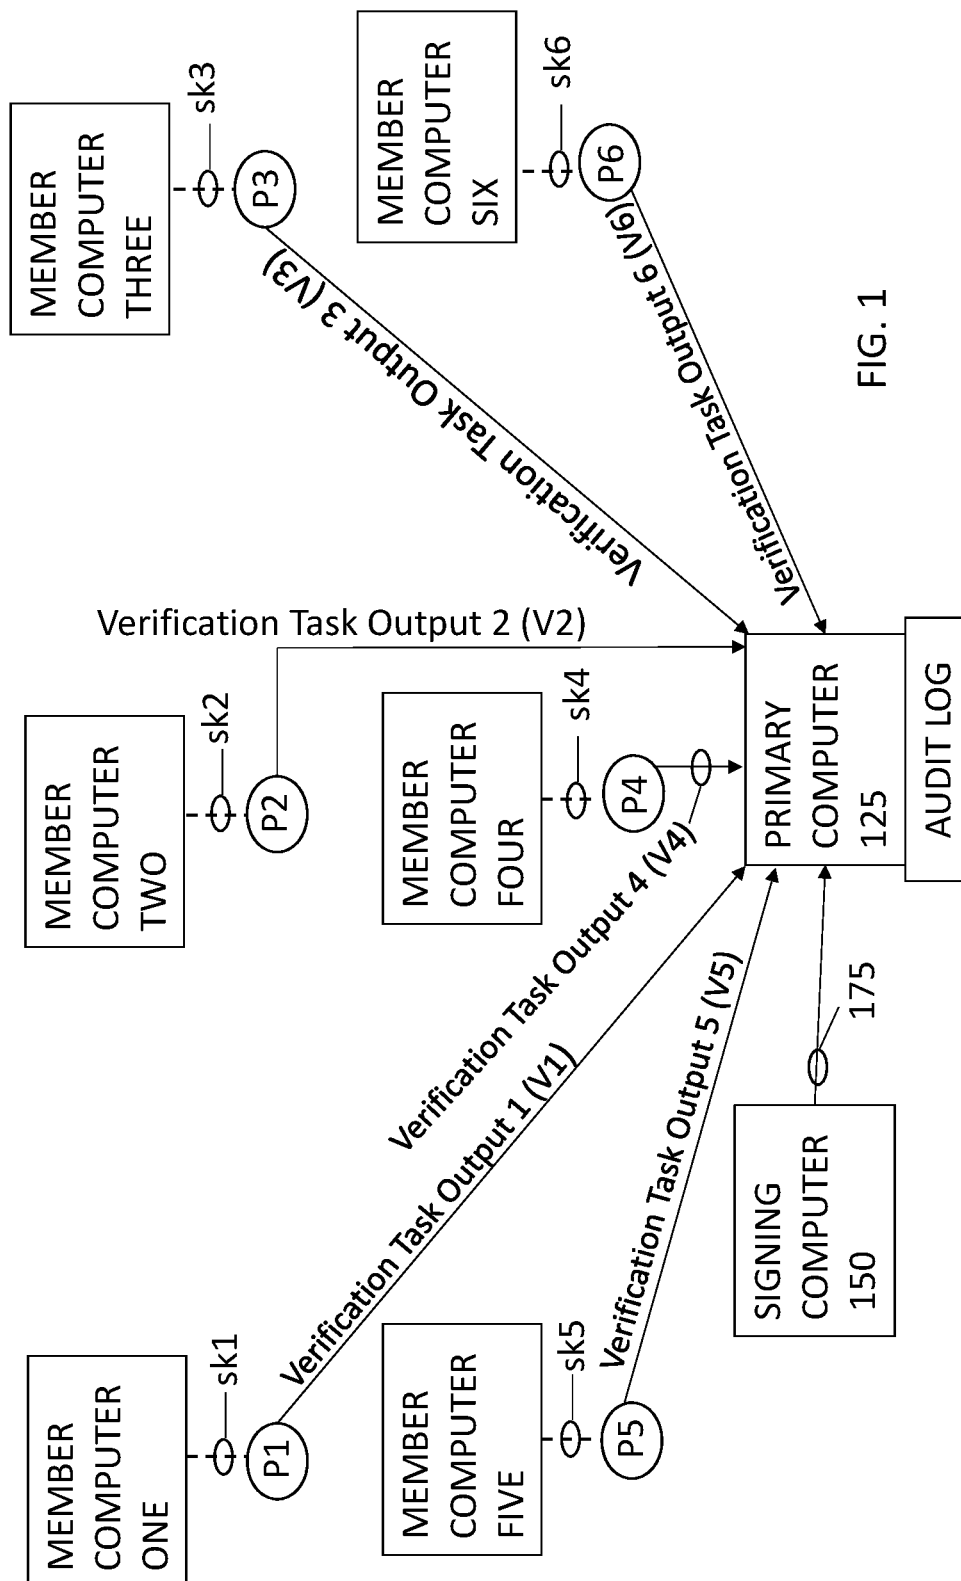 MEMBER
COMPUTER
ONE
sk1
P1
Verification Task Output 1 (V1)
MEMBER
COMPUTER
TWO
sk2
P2
Verification Task Output 2 (V2)
MEMBER
COMPUTER
THREE
sk3
P3
Verification Task Output 3 (V3)
MEMBER
COMPUTER
FOUR
sk4
P4
Verification Task Output 4 (V4)
MEMBER
COMPUTER
FIVE
sk5
P5
Verification Task Output 5 (V5)
MEMBER
COMPUTER
SIX
sk6
P6
Verification Task Output 6 (V6)
SIGNING
COMPUTER
150
175
PRIMARY
COMPUTER
125
AUDIT LOG
FIG. 1